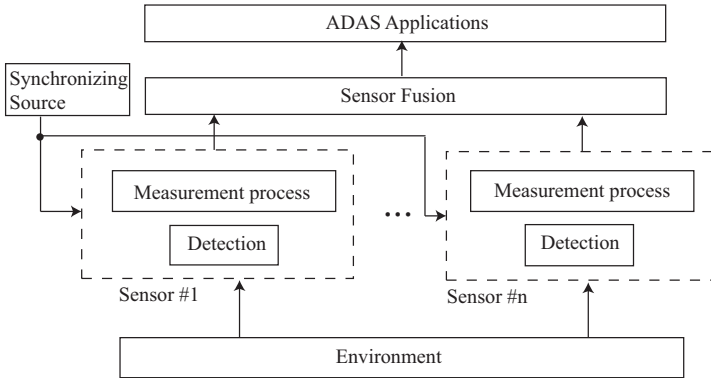 ADAS Applications
Synchronizing
Source
Sensor Fusion
Measurement process
Detection
Sensor #1
...
Measurement process
Detection
Sensor #n
Environment